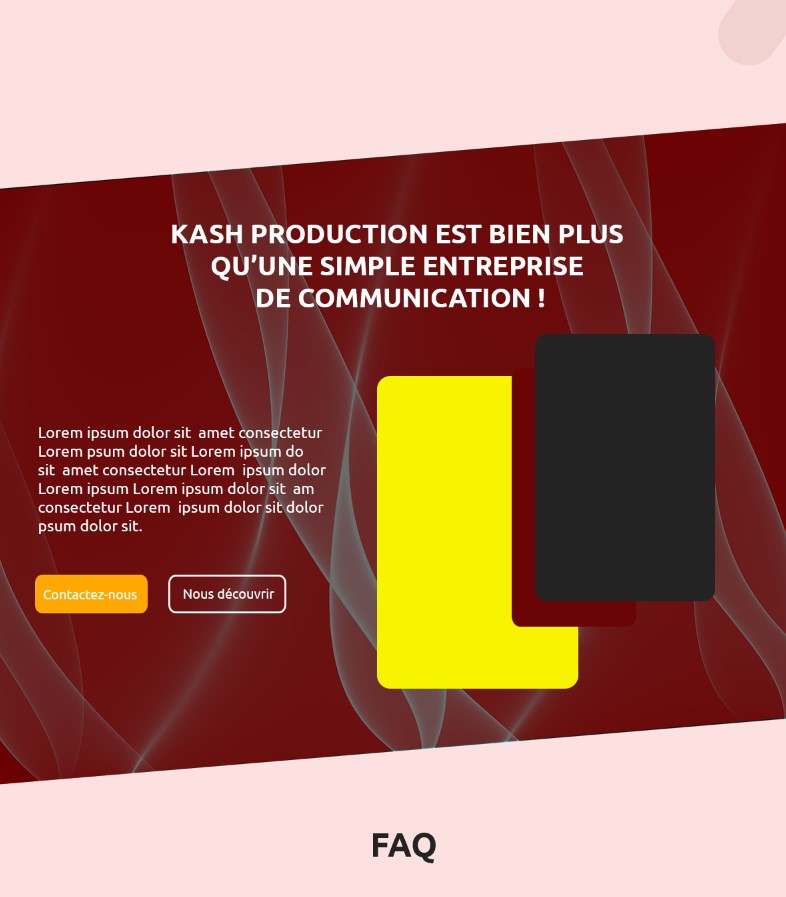 KASH PRODUCTION EST BIEN PLUS
QU’UNE SIMPLE ENTREPRISE
DE COMMUNICATION !
Lorem ipsum dolor sit  amet consectetur
Lorem psum dolor sit Lorem ipsum do
sit  amet consectetur Lorem  ipsum dolor
Lorem ipsum Lorem ipsum dolor sit  am
consectetur Lorem  ipsum dolor sit dolor
psum dolor sit.
Contactez-nous
Nous découvrir
FAQ